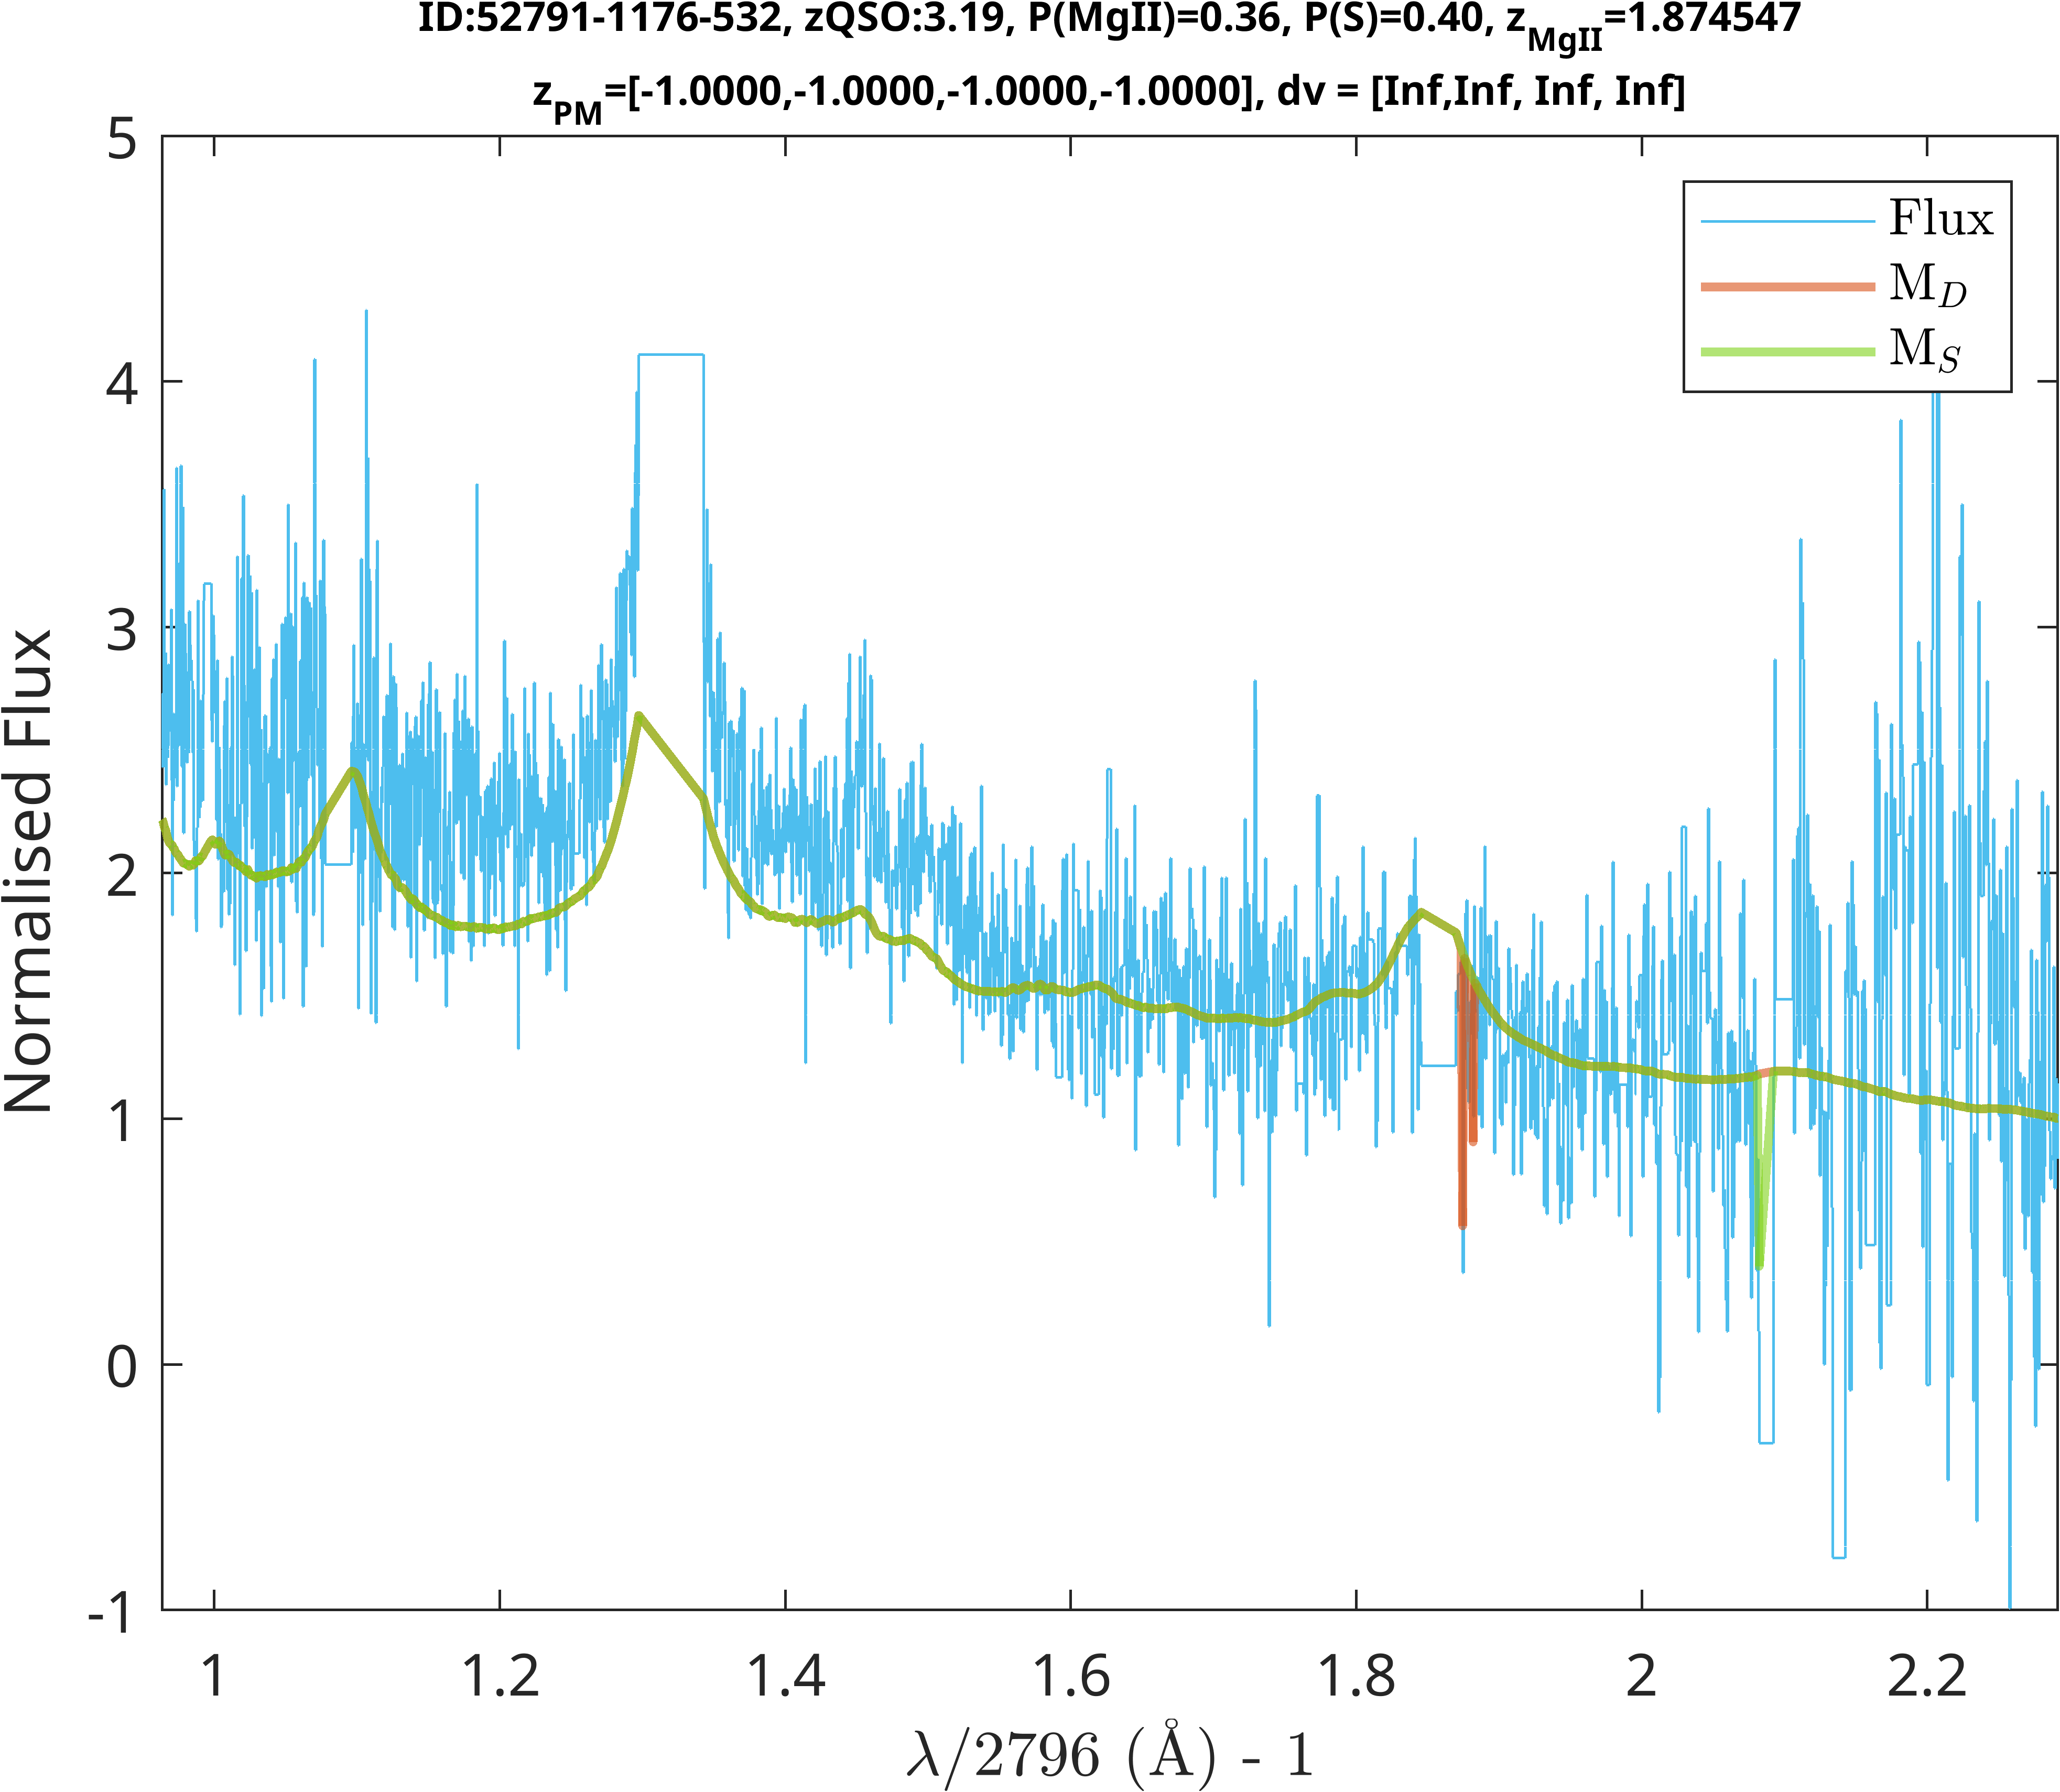 ID:52791-1176-532, zQSO:3.19, P(MgII)=0.36, P(S)=0.40, zMgII=1.874547
zPM=[-1.0000,-1.0000,-1.0000,-1.0000], dv = [Inf,Inf, Inf, Inf]
5
4
3
2
1
0
-1
Normalised Flux
Flux
MD
MS
1
1.2
1.4
1.6
1.8
2
2.2
λ/2796 (Å) - 1